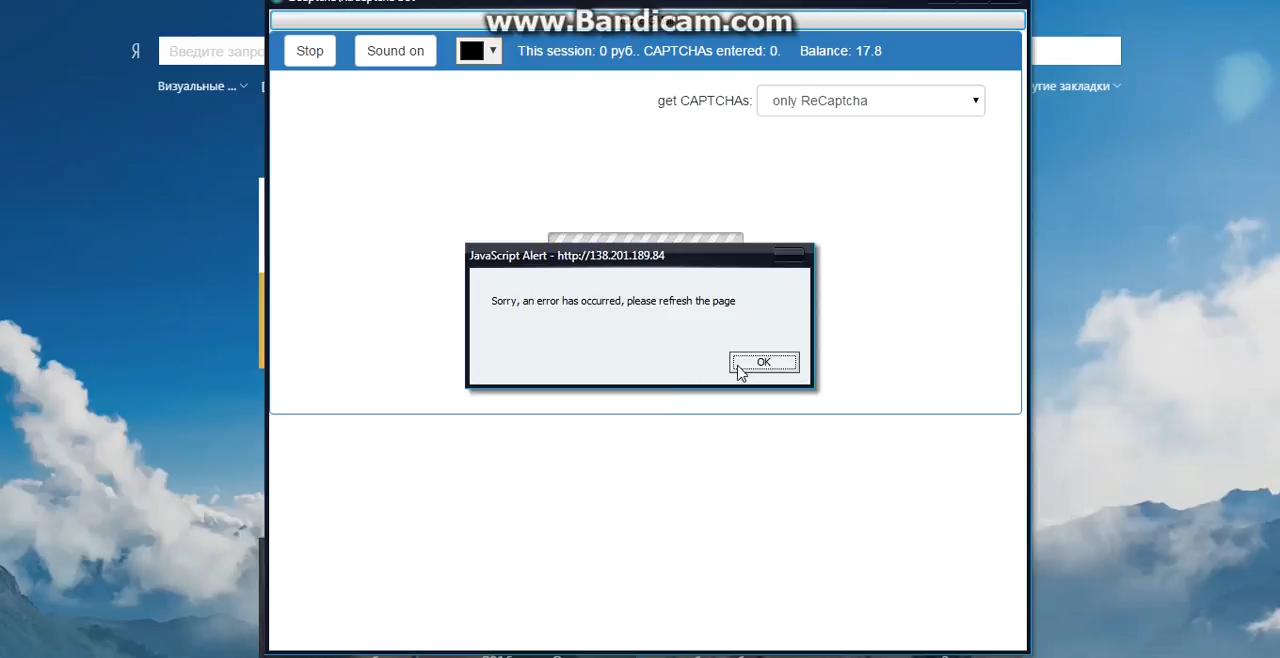 www.Bandicam.com
Я
Введите запро
Stop
Sound on
This session: 0 руб.. CAPTCHAs entered: 0.
Balance: 17.8
Визуальные ...
угие закладки
get CAPTCHAs:
only ReCaptcha
JavaScript Alert - http://138.201.189.84
Sorry, an error has occurred, please refresh the page
OK